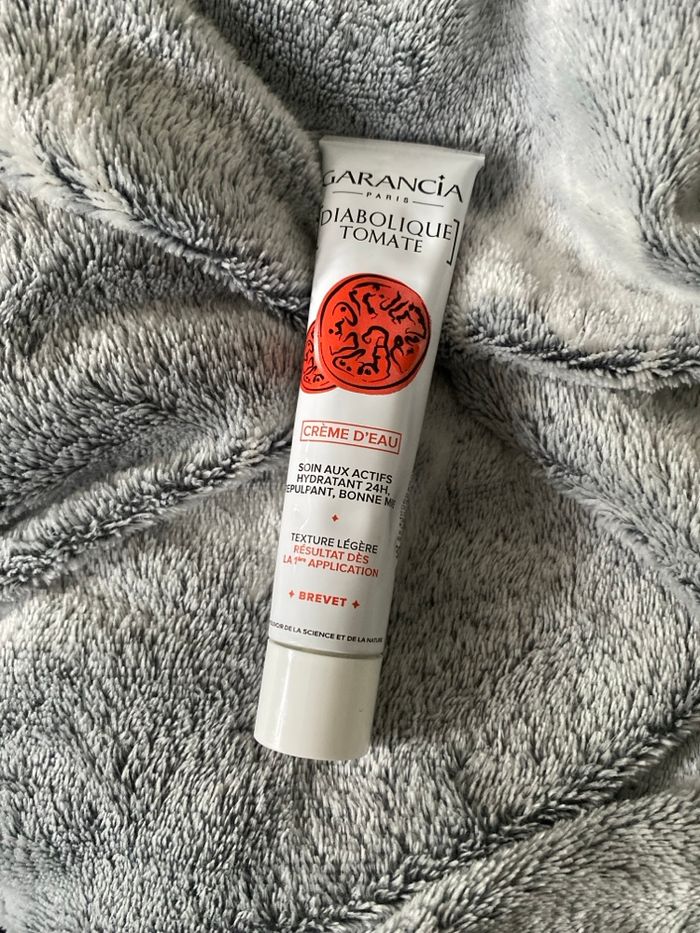 GARANCIA
PARIS
[DIABOLIQUE]
TOMATE
CRÈME D'EAU
SOIN AUX ACTIFS
HYDRATANT 24H,
EPULPANT, BONNE MI
TEXTURE LÉGÈRE
RÉSULTAT DÈS
LA 1ère APPLICATION
BREVET
DE LA SCIENCE ET DE LA NATURE